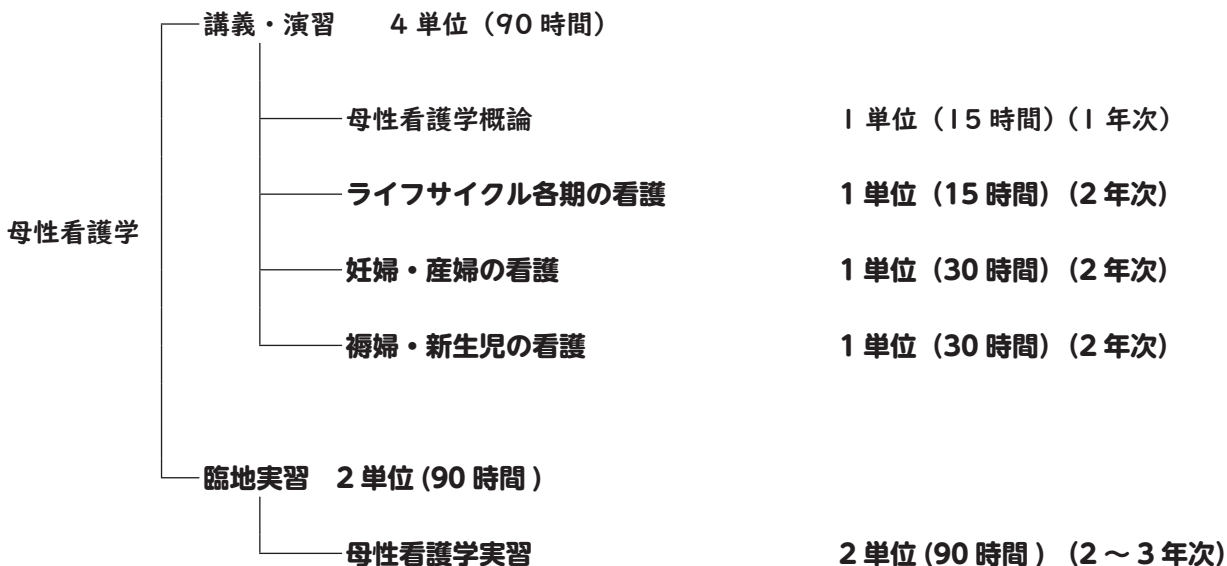 講義・演習　4 単位（90 時間）
母性看護学概論　1 単位（15 時間）（1 年次）
ライフサイクル各期の看護　1 単位（15 時間）（2 年次）
母性看護学
妊婦・産婦の看護　1 単位（30 時間）（2 年次）
褥婦・新生児の看護　1 単位（30 時間）（2 年次）
臨地実習　2 単位 (90 時間 )
母性看護学実習　2 単位 (90 時間 ) （2 ～ 3 年次）